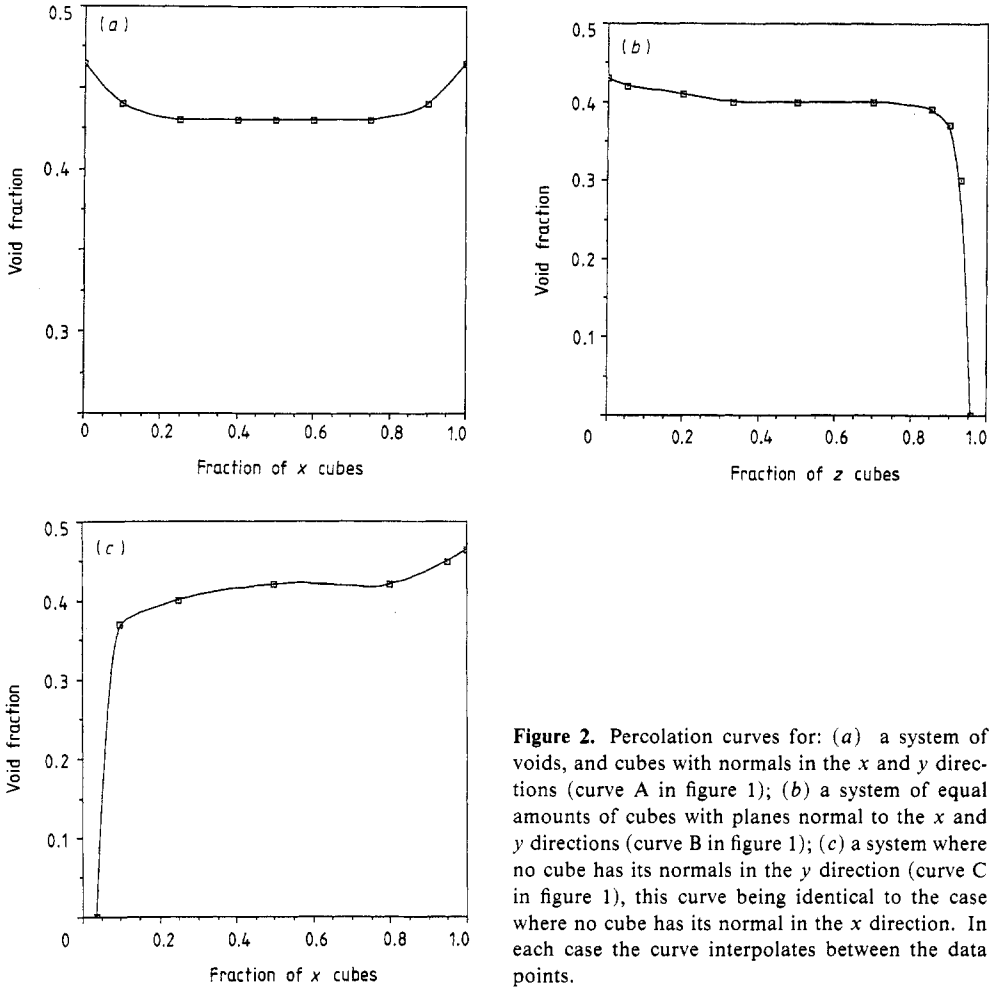 0.5
(a)
0.4
0.3
Void fraction
0
0.2
0.4
0.6
0.8
1.0
Fraction of x cubes
0.5
(b)
0.4
0.3
0.2
0.1
Void fraction
0
0.2
0.4
0.6
0.8
1.0
Fraction of z cubes
0.5
(c)
0.4
0.3
0.2
0.1
Void fraction
0
0.2
0.4
0.6
0.8
1.0
Fraction of x cubes
Figure 2. Percolation curves for: (a) a system of
voids, and cubes with normals in the x and y direc-
tions (curve A in figure 1); (b) a system of equal
amounts of cubes with planes normal to the x and
y directions (curve B in figure 1); (c) a system where
no cube has its normals in the y direction (curve C
in figure 1), this curve being identical to the case
where no cube has its normal in the x direction. In
each case the curve interpolates between the data
points.